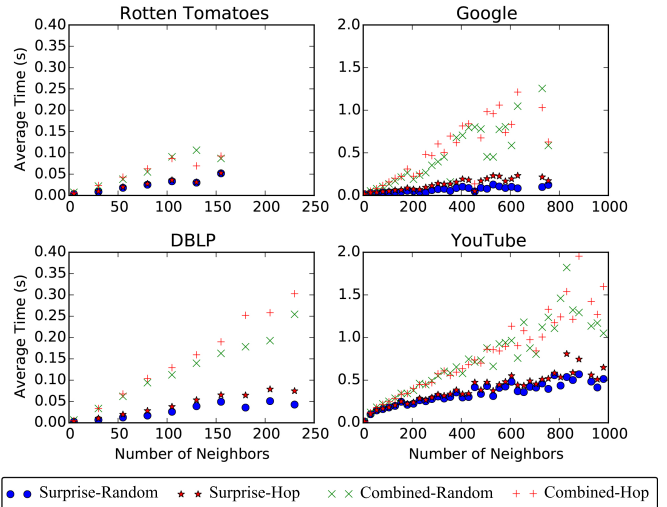 Rotten Tomatoes
Google
Average Time (s)
0.40
0.35
0.30
0.25
0.20
0.15
0.10
0.05
0.00
0 50 100 150 200 250
2.0
1.5
1.0
0.5
0.0
0 200 400 600 800 1000
DBLP
YouTube
Average Time (s)
0.40
0.35
0.30
0.25
0.20
0.15
0.10
0.05
0.00
0 50 100 150 200 250
Number of Neighbors
2.0
1.5
1.0
0.5
0.0
0 200 400 600 800 1000
Number of Neighbors
Surprise-Random Surprise-Hop Combined-Random Combined-Hop